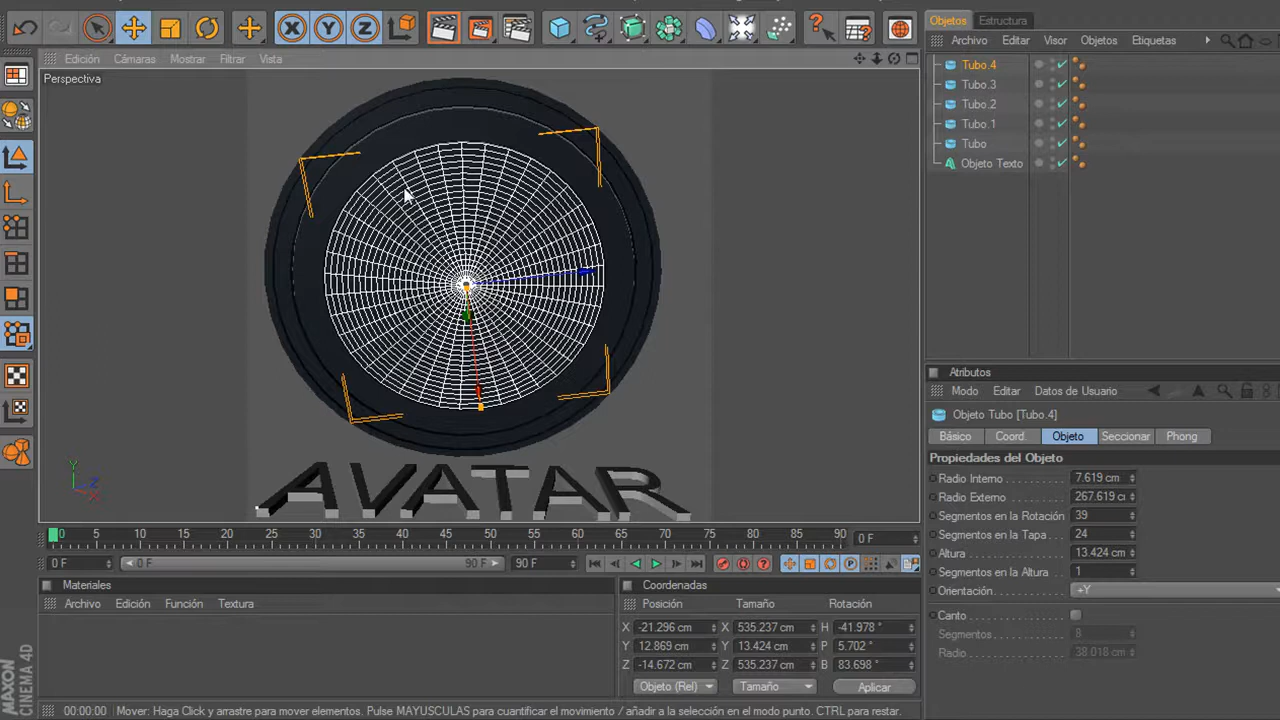 Objetos Estructura
Edición Cámaras Mostrar Filtrar Vista
Archivo Editar Visor Objetos Etiquetas
Perspectiva
Tubo.4
Tubo.3
Tubo.2
Tubo.1
Tubo
Objeto Texto
Atributos
Modo Editar Datos de Usuario
Objeto Tubo [Tubo.4]
Básico Coord. Objeto Seccionar Phong
Propiedades del Objeto
Radio Interno 7.619 cm
Radio Externo 267.619 c
Segmentos en la Rotación 39
Segmentos en la Tapa 24
Altura 13.424 cm
Segmentos en la Altura 1
Orientación +Y
Canto
Segmentos 8
Radio 38.018 cm
AVATAR
Y
Z
X
0 5 10 15 20 25 30 35 40 45 50 55 60 65 70 75 80 85 90 0 F
0 F 0 F 90 F 90 F
Materiales
Archivo Edición Función Textura
Coordenadas
Posición Tamaño Rotación
X -21.296 cm X 535.237 cm H -41.978 °
Y 12.869 cm Y 13.424 cm P 5.702 °
Z -14.672 cm Z 535.237 cm B 83.698 °
Objeto (Rel) Tamaño Aplicar
MAXON
CINEMA 4D
00:00:00 Mover: Haga Click y arrastre para mover elementos. Pulse MAYUSCULAS para cuantificar el movimiento / añadir a la selección en el modo punto. CTRL para restar.